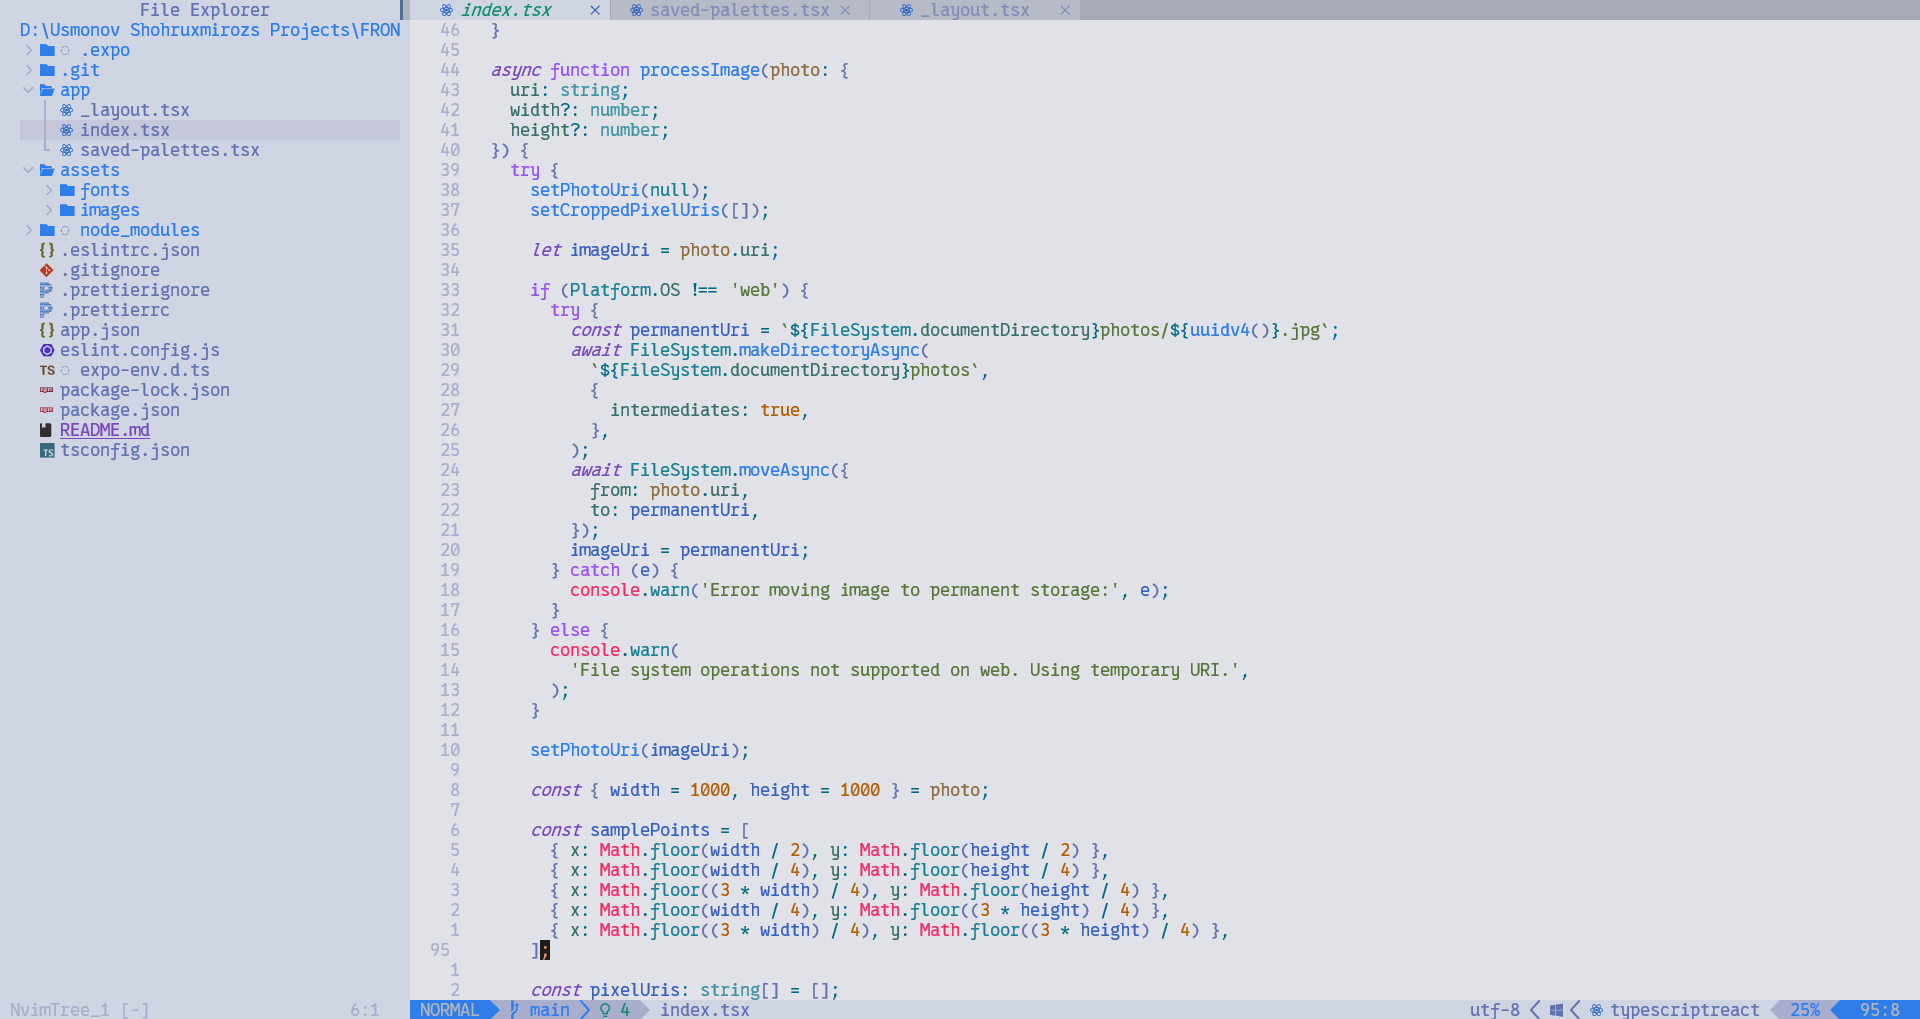 File Explorer
D:\Usmonov Shohruxmirozs Projects\FRON
.expo
.git
app
_layout.tsx
index.tsx
saved-palettes.tsx
assets
fonts
images
node_modules
.eslintrc.json
.gitignore
.prettierignore
.prettierrc
app.json
eslint.config.js
TS expo-env.d.ts
package-lock.json
package.json
README.md
TS tsconfig.json
NvimTree_1 [-] 6:1
index.tsx × saved-palettes.tsx × _layout.tsx ×
46 }
45
44 async function processImage(photo: {
43 uri: string;
42 width?: number;
41 height?: number;
40 }) {
39 try {
38 setPhotoUri(null);
37 setCroppedPixelUris([]);
36
35 let imageUri = photo.uri;
34
33 if (Platform.OS !== 'web') {
32 try {
31 const permanentUri = `${FileSystem.documentDirectory}photos/${uuidv4()}.jpg`;
30 await FileSystem.makeDirectoryAsync(
29 `${FileSystem.documentDirectory}photos`,
28 {
27 intermediates: true,
26 },
25 );
24 await FileSystem.moveAsync({
23 from: photo.uri,
22 to: permanentUri,
21 });
20 imageUri = permanentUri;
19 } catch (e) {
18 console.warn('Error moving image to permanent storage:', e);
17 }
16 } else {
15 console.warn(
14 'File system operations not supported on web. Using temporary URI.',
13 );
12 }
11
10 setPhotoUri(imageUri);
9
8 const { width = 1000, height = 1000 } = photo;
7
6 const samplePoints = [
5 { x: Math.floor(width / 2), y: Math.floor(height / 2) },
4 { x: Math.floor(width / 4), y: Math.floor(height / 4) },
3 { x: Math.floor((3 * width) / 4), y: Math.floor(height / 4) },
2 { x: Math.floor(width / 4), y: Math.floor((3 * height) / 4) },
1 { x: Math.floor((3 * width) / 4), y: Math.floor((3 * height) / 4) },
95 ];
1
2 const pixelUris: string[] = [];
NORMAL main 4 index.tsx utf-8 typescriptreact 25% 95:8